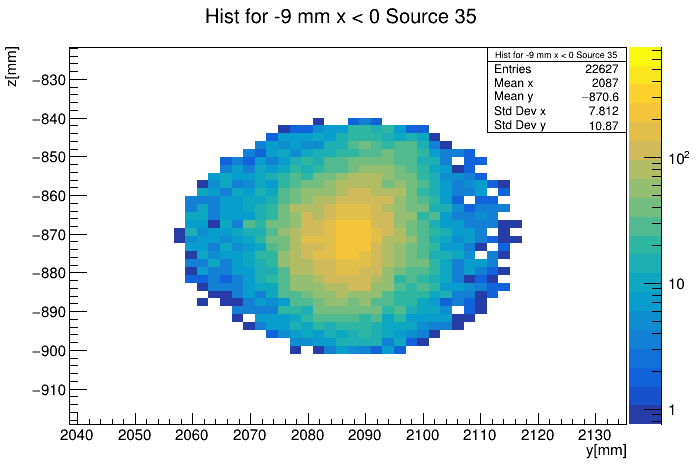 Hist for -9 mm x < 0 Source 35
z[mm]
Hist for -9 mm x < 0 Source 35
Entries 22627
Mean x 2087
Mean y −870.6
Std Dev x 7.812
Std Dev y 10.87
−830
−840
−850
−860
−870
−880
−890
−900
−910
10²
10
1
2040 2050 2060 2070 2080 2090 2100 2110 2120 2130
y[mm]